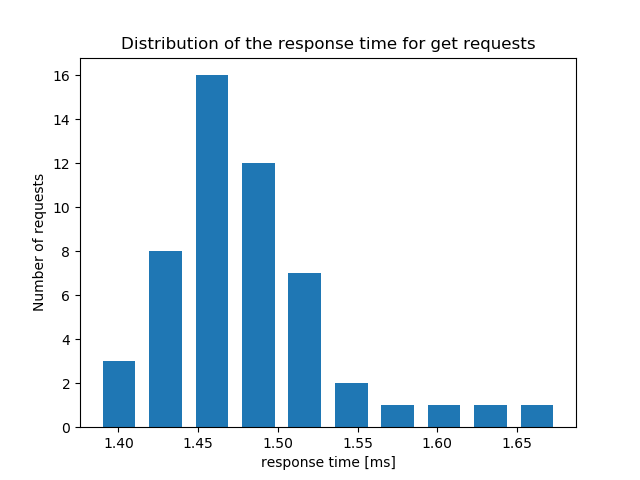 Distribution of the response time for get requests
16
14
12
10
8
6
4
2
0
Number of requests
1.40 1.45 1.50 1.55 1.60 1.65
response time [ms]